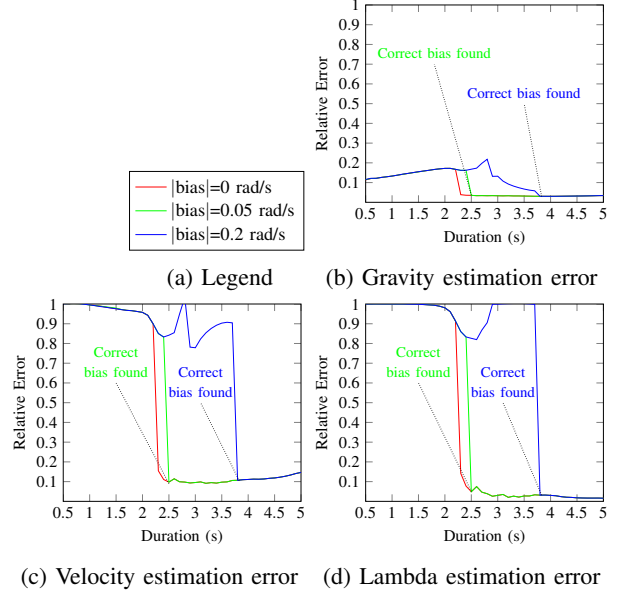 1
0.9
0.8
0.7
0.6
0.5
0.4
0.3
0.2
0.1
Relative Error
Correct bias found
Correct bias found
0.5 1 1.5 2 2.5 3 3.5 4 4.5 5
Duration (s)
|bias|=0 rad/s
|bias|=0.05 rad/s
|bias|=0.2 rad/s
(a) Legend
(b) Gravity estimation error
1
0.9
0.8
0.7
0.6
0.5
0.4
0.3
0.2
0.1
Relative Error
Correct
bias found
Correct
bias found
0.5 1 1.5 2 2.5 3 3.5 4 4.5 5
Duration (s)
(c) Velocity estimation error
1
0.9
0.8
0.7
0.6
0.5
0.4
0.3
0.2
0.1
Relative Error
Correct
bias found
Correct
bias found
0.5 1 1.5 2 2.5 3 3.5 4 4.5 5
Duration (s)
(d) Lambda estimation error